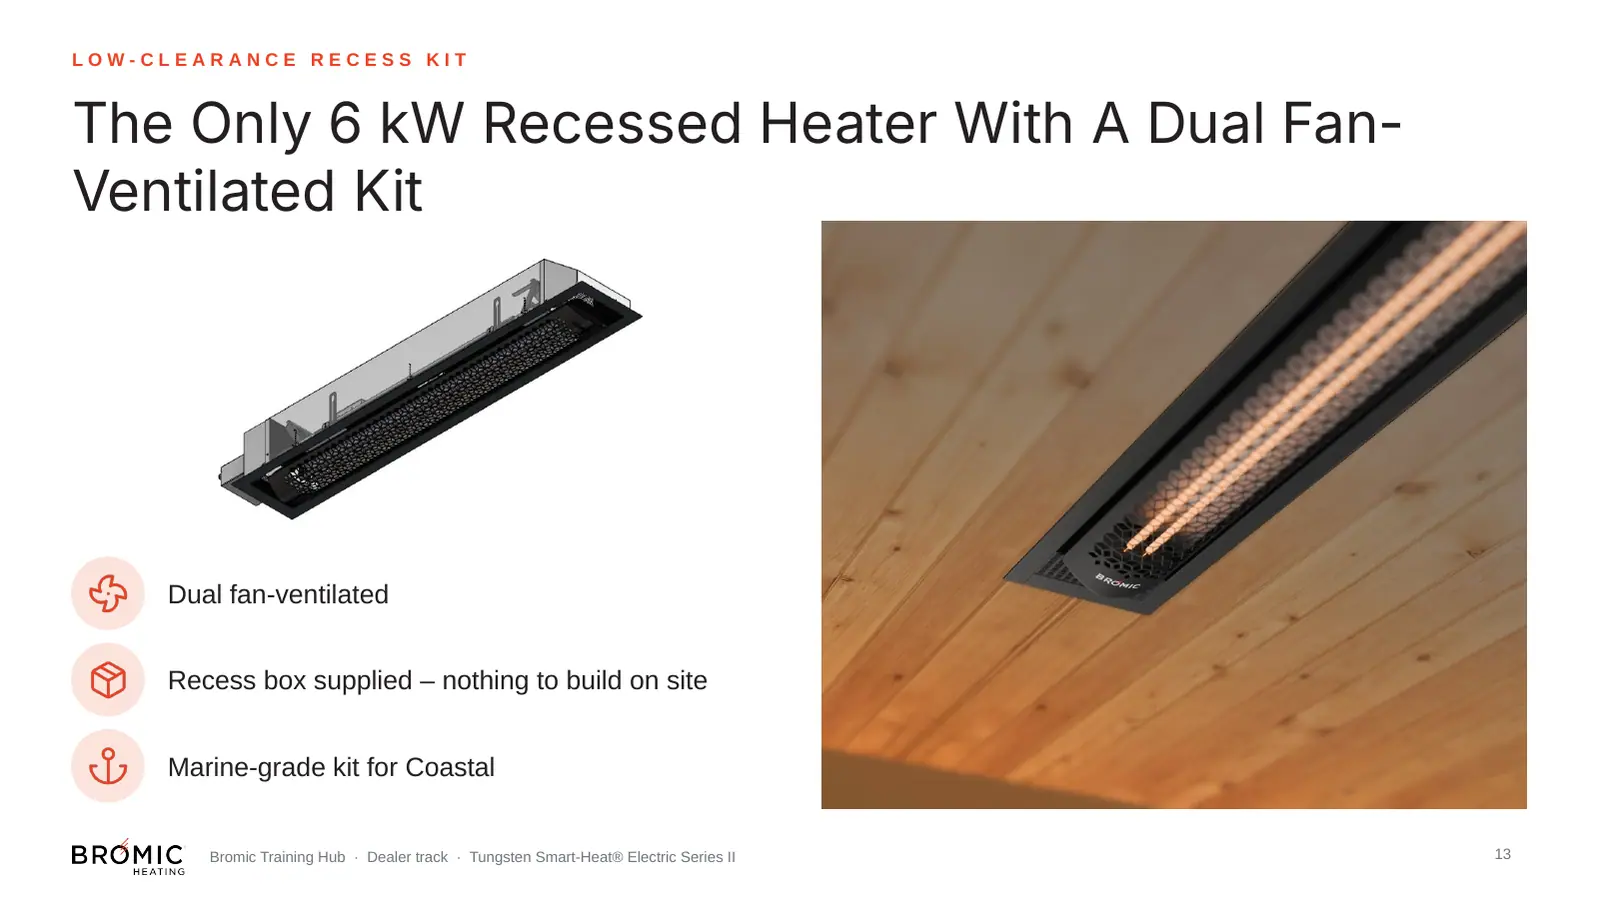 LOW-CLEARANCE RECESS KIT
The Only 6 kW Recessed Heater With A Dual Fan-
Ventilated Kit
BROMIC
Dual fan-ventilated
Recess box supplied – nothing to build on site
Marine-grade kit for Coastal
BROMIC
HEATING
Bromic Training Hub · Dealer track · Tungsten Smart-Heat® Electric Series II
13